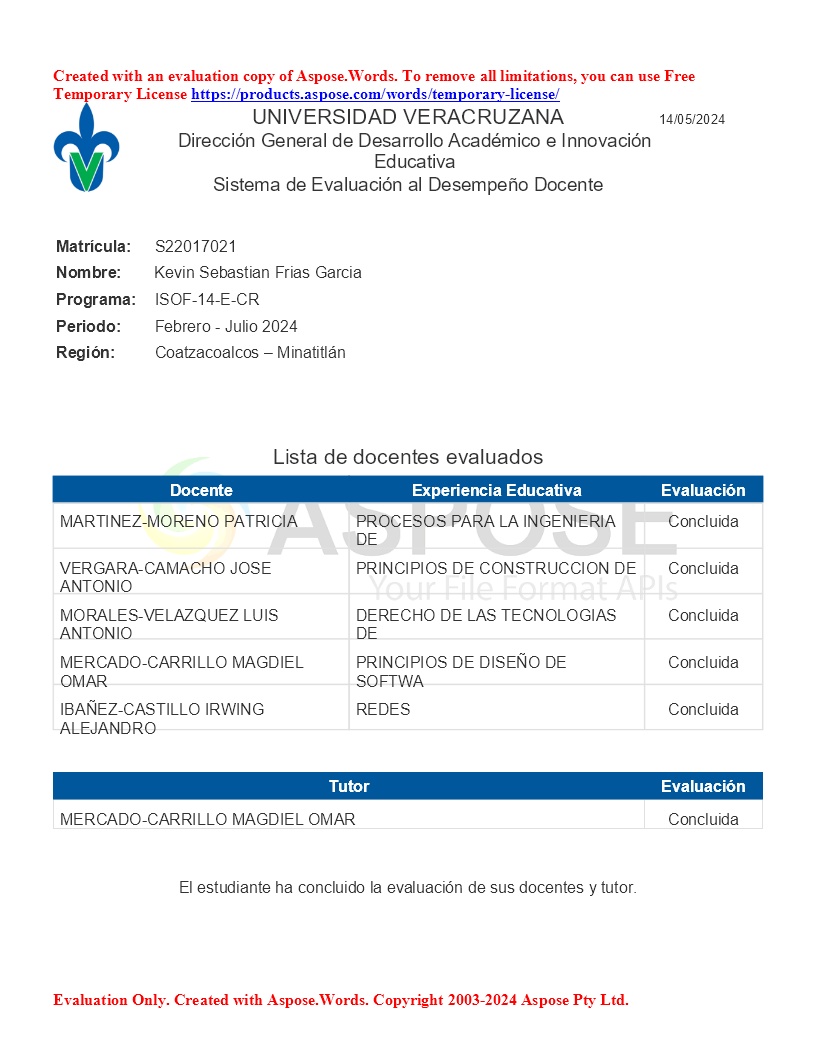 Created with an evaluation copy of Aspose.Words. To remove all limitations, you can use Free
Temporary License https://products.aspose.com/words/temporary-license/
UNIVERSIDAD VERACRUZANA 14/05/2024
Dirección General de Desarrollo Académico e Innovación
Educativa
Sistema de Evaluación al Desempeño Docente
Matrícula: S22017021
Nombre: Kevin Sebastian Frias Garcia
Programa: ISOF-14-E-CR
Periodo: Febrero - Julio 2024
Región: Coatzacoalcos – Minatitlán
Lista de docentes evaluados
Docente Experiencia Educativa Evaluación
MARTINEZ-MORENO PATRICIA PROCESOS PARA LA INGENIERIA Concluida
DE
VERGARA-CAMACHO JOSE PRINCIPIOS DE CONSTRUCCION DE Concluida
ANTONIO
MORALES-VELAZQUEZ LUIS DERECHO DE LAS TECNOLOGIAS Concluida
ANTONIO DE
MERCADO-CARRILLO MAGDIEL PRINCIPIOS DE DISEÑO DE Concluida
OMAR SOFTWA
IBAÑEZ-CASTILLO IRWING REDES Concluida
ALEJANDRO
ASPOSE
Your File Format APIs
Tutor Evaluación
MERCADO-CARRILLO MAGDIEL OMAR Concluida
El estudiante ha concluido la evaluación de sus docentes y tutor.
Evaluation Only. Created with Aspose.Words. Copyright 2003-2024 Aspose Pty Ltd.